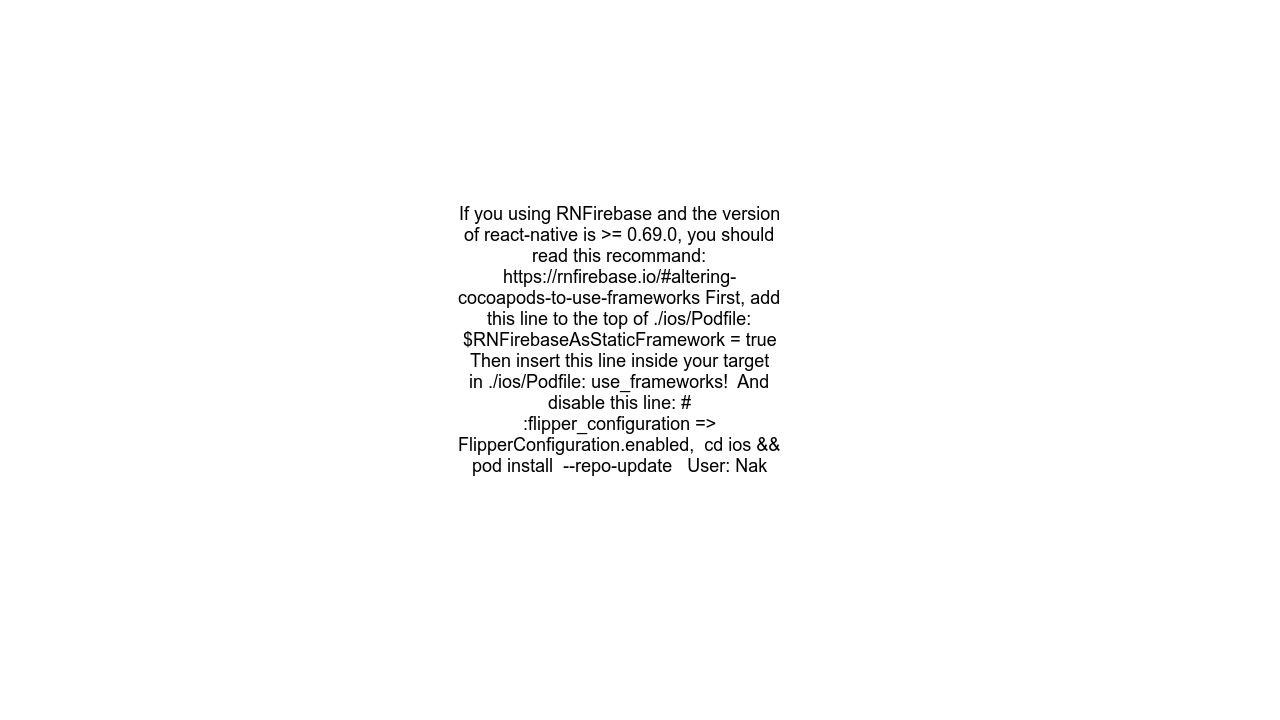 If you using RNFirebase and the version
of react-native is >= 0.69.0, you should
read this recommand:
https://rnfirebase.io/#altering-
cocoapods-to-use-frameworks First, add
this line to the top of ./ios/Podfile:
$RNFirebaseAsStaticFramework = true
Then insert this line inside your target
in ./ios/Podfile: use_frameworks!  And
disable this line: #
:flipper_configuration =>
FlipperConfiguration.enabled,  cd ios &&
pod install  --repo-update   User: Nak